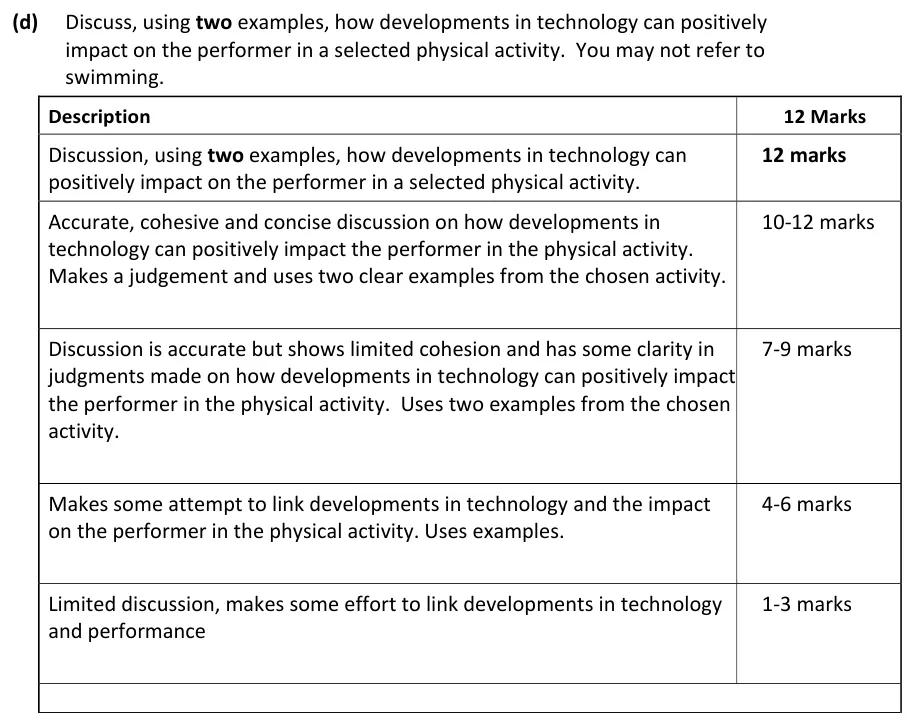 (d) Discuss, using two examples, how developments in technology can positively
impact on the performer in a selected physical activity.  You may not refer to
swimming.
Description 12 Marks
Discussion, using two examples, how developments in technology can 12 marks
positively impact on the performer in a selected physical activity.
Accurate, cohesive and concise discussion on how developments in 10-12 marks
technology can positively impact the performer in the physical activity.
Makes a judgement and uses two clear examples from the chosen activity.
Discussion is accurate but shows limited cohesion and has some clarity in 7-9 marks
judgments made on how developments in technology can positively impact
the performer in the physical activity.  Uses two examples from the chosen
activity.
Makes some attempt to link developments in technology and the impact 4-6 marks
on the performer in the physical activity. Uses examples.
Limited discussion, makes some effort to link developments in technology 1-3 marks
and performance